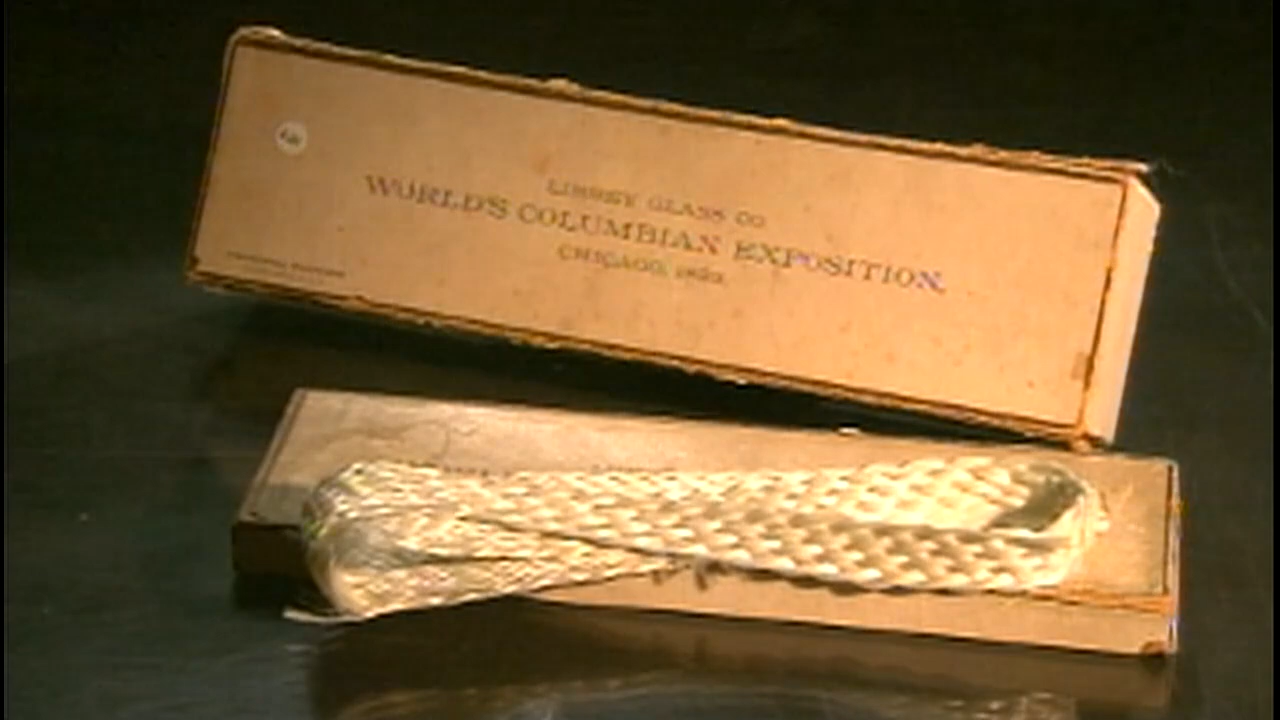 LIBBEY GLASS CO
WORLD'S COLUMBIAN EXPOSITION.
CHICAGO, 1893.